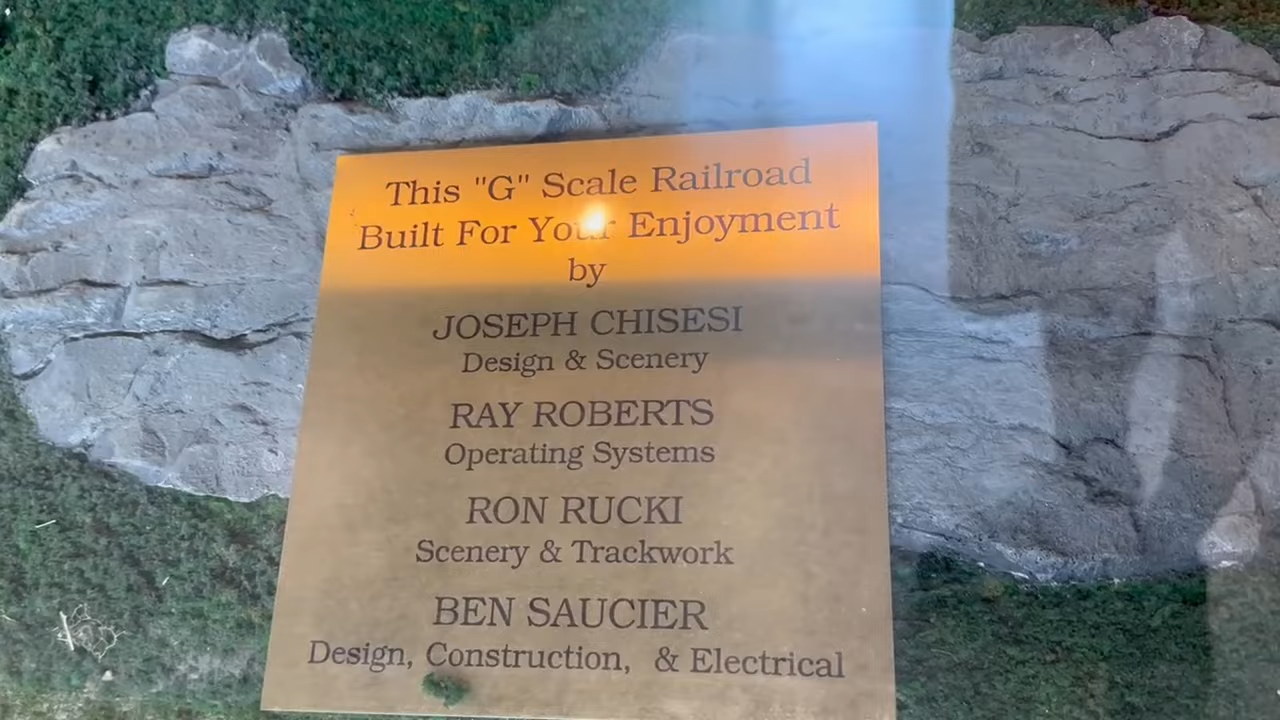 This "G" Scale Railroad
Built For Your Enjoyment
by
JOSEPH CHISESI
Design & Scenery
RAY ROBERTS
Operating Systems
RON RUCKI
Scenery & Trackwork
BEN SAUCIER
Design, Construction, & Electrical